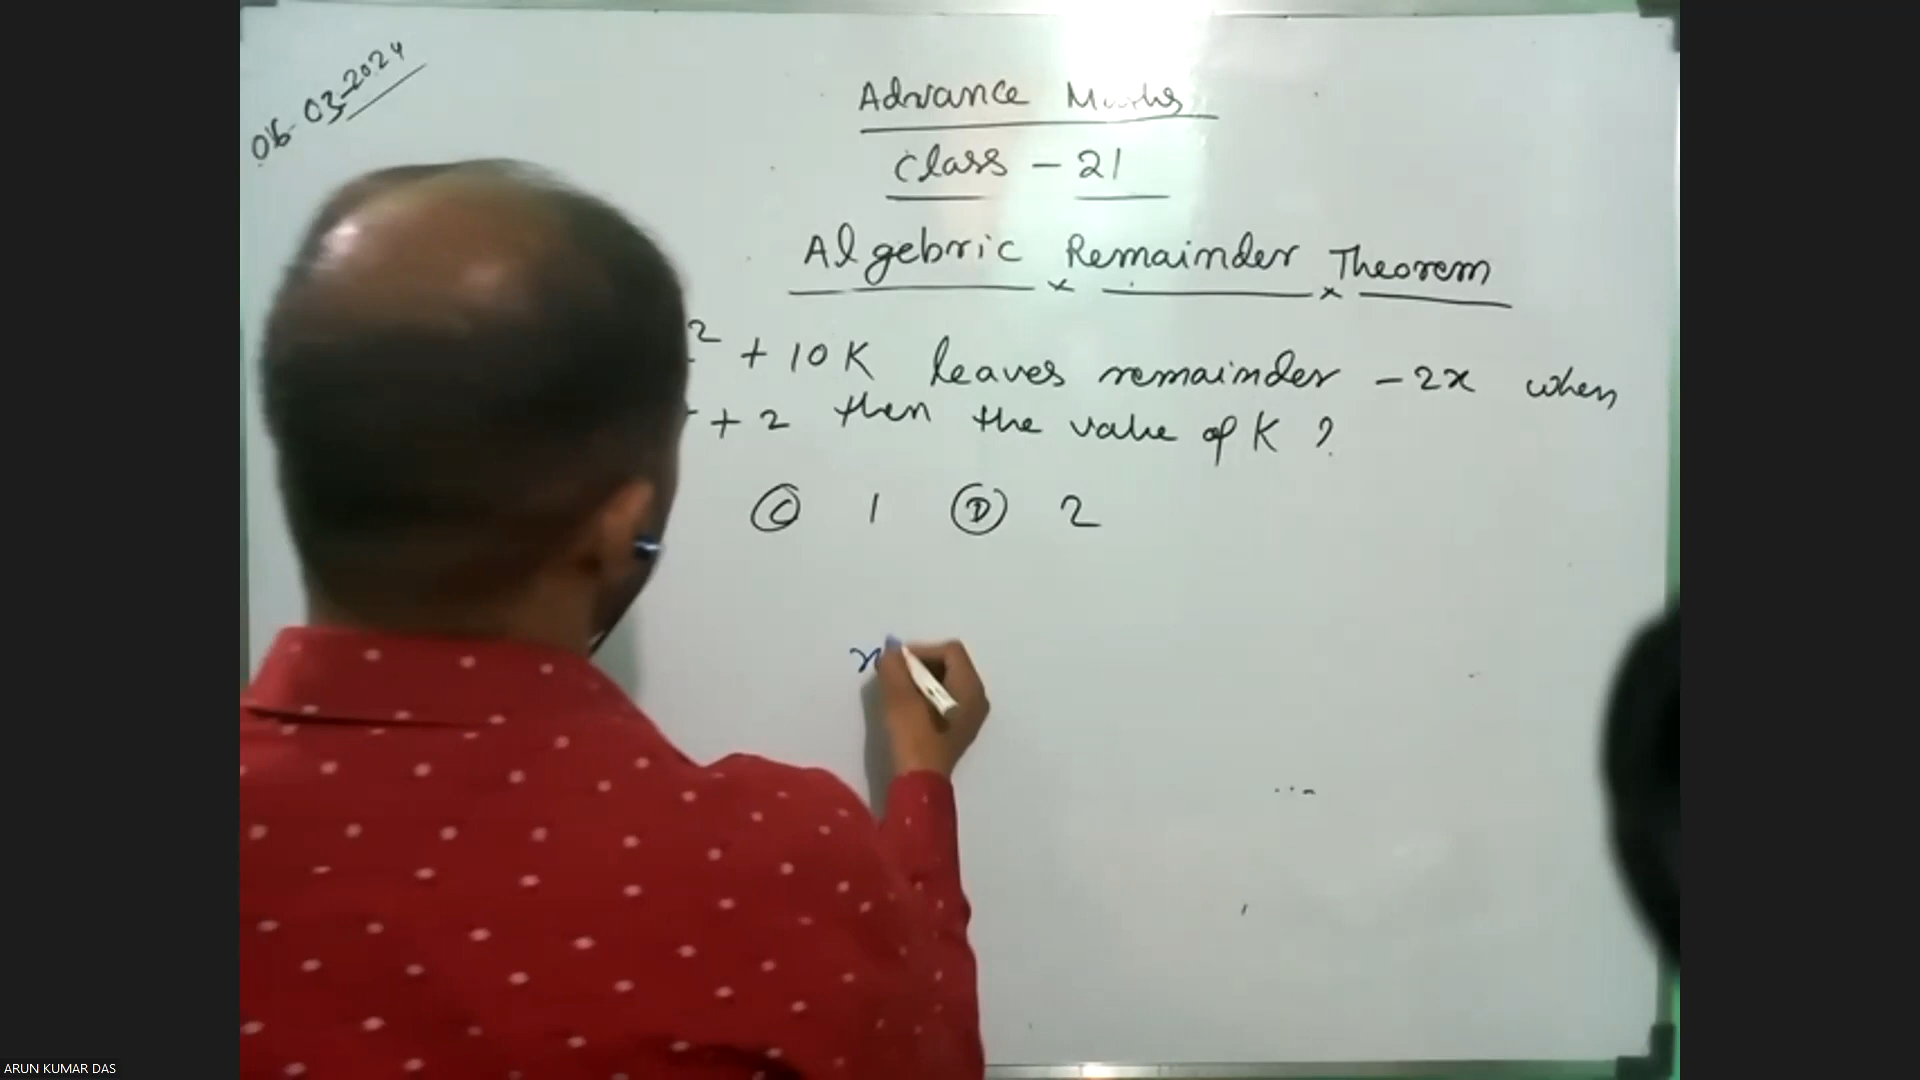 06-03-2024
Advance Maths
Class - 21
Algebric Remainder Theorem
2 + 10K leaves remainder - 2x when
+ 2 then the value of K ?
C 1 D 2
ARUN KUMAR DAS